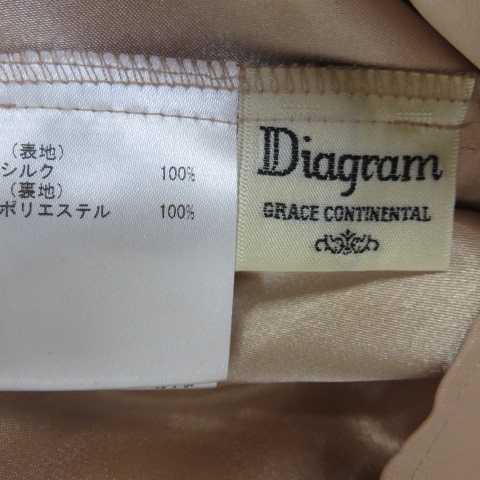 （表地）
シルク 100%
（裏地）
ポリエステル 100%
Diagram
GRACE CONTINENTAL